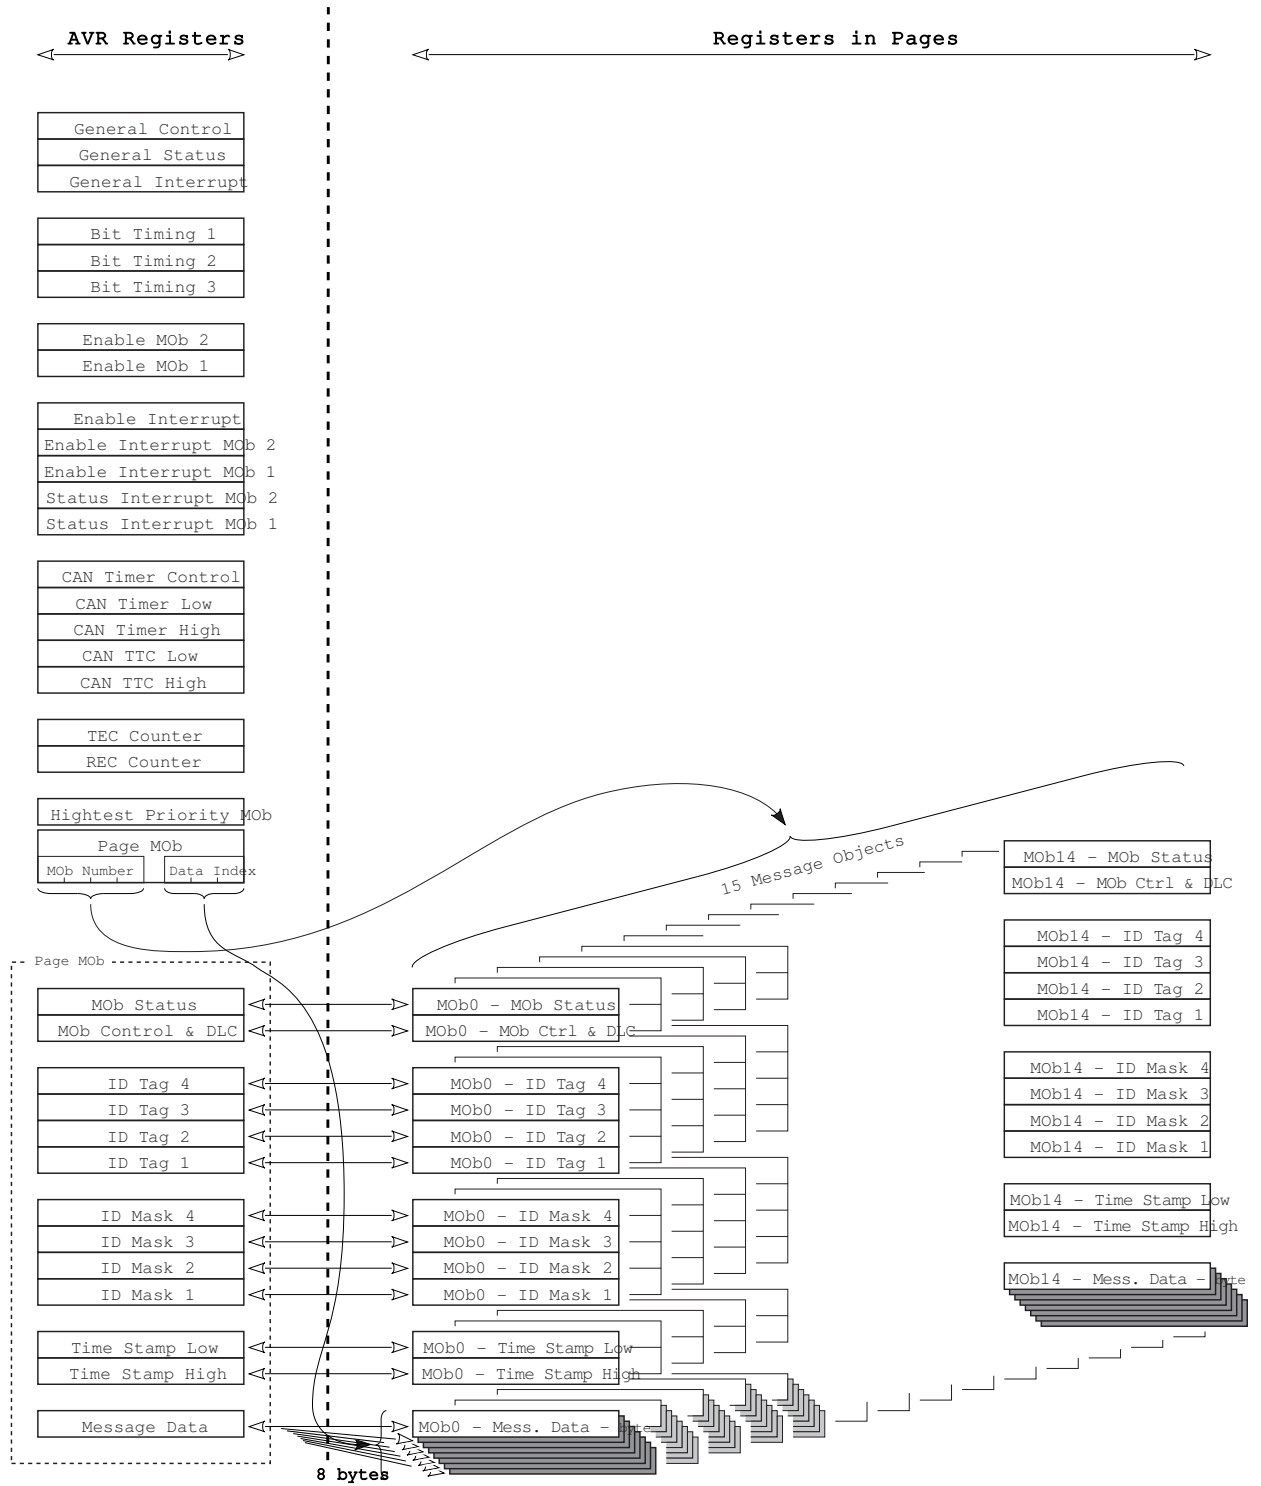 AVR Registers
Registers in Pages
General Control
General Status
General Interrupt
Bit Timing 1
Bit Timing 2
Bit Timing 3
Enable MOb 2
Enable MOb 1
Enable Interrupt
Enable Interrupt MOb 2
Enable Interrupt MOb 1
Status Interrupt MOb 2
Status Interrupt MOb 1
CAN Timer Control
CAN Timer Low
CAN Timer High
CAN TTC Low
CAN TTC High
TEC Counter
REC Counter
Hightest Priority MOb
Page MOb
MOb Number
Data Index
Page MOb
MOb Status
MOb Control & DLC
ID Tag 4
ID Tag 3
ID Tag 2
ID Tag 1
ID Mask 4
ID Mask 3
ID Mask 2
ID Mask 1
Time Stamp Low
Time Stamp High
Message Data
8 bytes
15 Message Objects
MOb0 - MOb Status
MOb0 - MOb Ctrl & DLC
MOb0 - ID Tag 4
MOb0 - ID Tag 3
MOb0 - ID Tag 2
MOb0 - ID Tag 1
MOb0 - ID Mask 4
MOb0 - ID Mask 3
MOb0 - ID Mask 2
MOb0 - ID Mask 1
MOb0 - Time Stamp Low
MOb0 - Time Stamp High
MOb0 - Mess. Data - byte
MOb14 - MOb Status
MOb14 - MOb Ctrl & DLC
MOb14 - ID Tag 4
MOb14 - ID Tag 3
MOb14 - ID Tag 2
MOb14 - ID Tag 1
MOb14 - ID Mask 4
MOb14 - ID Mask 3
MOb14 - ID Mask 2
MOb14 - ID Mask 1
MOb14 - Time Stamp Low
MOb14 - Time Stamp High
MOb14 - Mess. Data - byte